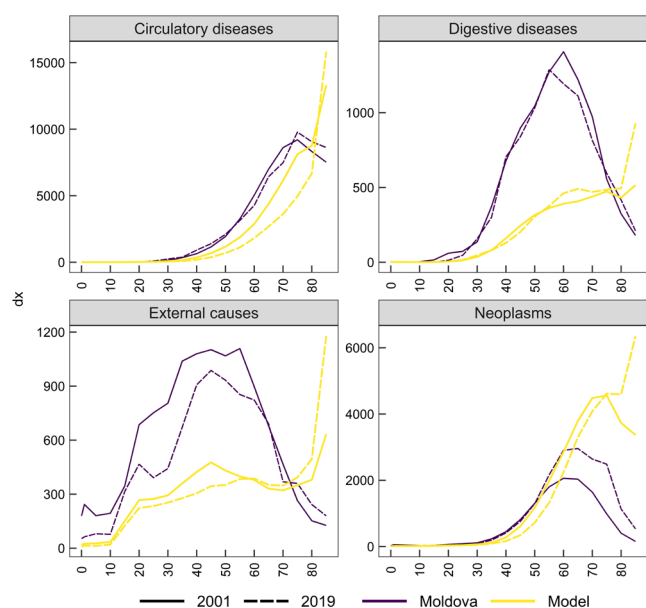 Circulatory diseases
Digestive diseases
15000
10000
5000
0
1000
500
0
0 10 20 30 40 50 60 70 80
0 10 20 30 40 50 60 70 80
dx
External causes
Neoplasms
1200
900
600
300
0
6000
4000
2000
0
0 10 20 30 40 50 60 70 80
0 10 20 30 40 50 60 70 80
2001 2019 Moldova Model